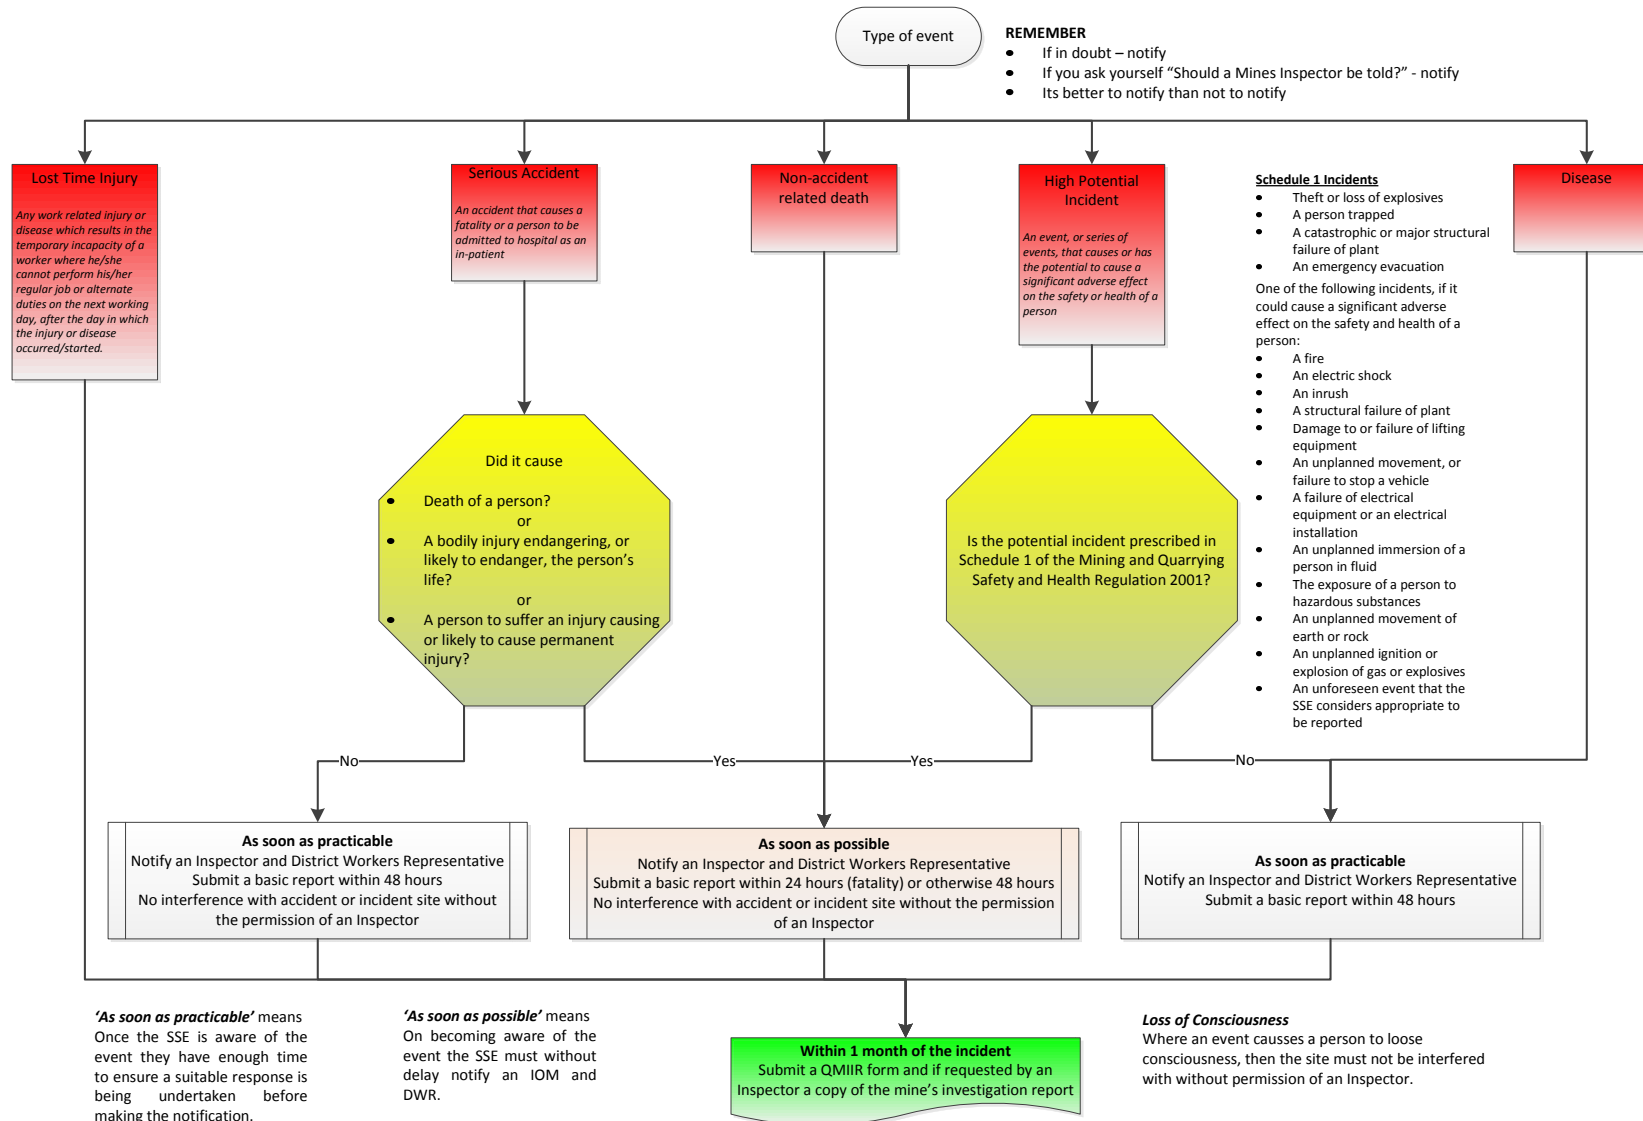 Type of event
REMEMBER
• If in doubt – notify
• If you ask yourself “Should a Mines Inspector be told?” - notify
• Its better to notify than not to notify
Lost Time Injury
Any work related injury or
disease which results in the
temporary incapacity of a
worker where he/she
cannot perform his/her
regular job or alternate
duties on the next working
day, after the day in which
the injury or disease
occurred/started.
Serious Accident
An accident that causes a
fatality or a person to be
admitted to hospital as an
in-patient
Non-accident
related death
High Potential
Incident
An event, or series of
events, that causes or has
the potential to cause a
significant adverse effect
on the safety or health of a
person
Schedule 1 Incidents
• Theft or loss of explosives
• A person trapped
• A catastrophic or major structural
failure of plant
• An emergency evacuation
One of the following incidents, if it
could cause a significant adverse
effect on the safety and health of a
person:
• A fire
• An electric shock
• An inrush
• A structural failure of plant
• Damage to or failure of lifting
equipment
• An unplanned movement, or
failure to stop a vehicle
• A failure of electrical
equipment or an electrical
installation
• An unplanned immersion of a
person in fluid
• The exposure of a person to
hazardous substances
• An unplanned movement of
earth or rock
• An unplanned ignition or
explosion of gas or explosives
• An unforeseen event that the
SSE considers appropriate to
be reported
Disease
Did it cause
• Death of a person?
or
• A bodily injury endangering, or
likely to endanger, the person’s
life?
or
• A person to suffer an injury causing
or likely to cause permanent
injury?
Is the potential incident prescribed in
Schedule 1 of the Mining and Quarrying
Safety and Health Regulation 2001?
No
Yes
Yes
No
As soon as practicable
Notify an Inspector and District Workers Representative
Submit a basic report within 48 hours
No interference with accident or incident site without
the permission of an Inspector
As soon as possible
Notify an Inspector and District Workers Representative
Submit a basic report within 24 hours (fatality) or otherwise 48 hours
No interference with accident or incident site without the permission
of an Inspector
As soon as practicable
Notify an Inspector and District Workers Representative
Submit a basic report within 48 hours
‘As soon as practicable’ means
Once the SSE is aware of the
event they have enough time
to ensure a suitable response is
being undertaken before
making the notification.
‘As soon as possible’ means
On becoming aware of the
event the SSE must without
delay notify an IOM and
DWR.
Within 1 month of the incident
Submit a QMIIR form and if requested by an
Inspector a copy of the mine’s investigation report
Loss of Consciousness
Where an event causses a person to loose
consciousness, then the site must not be interfered
with without permission of an Inspector.